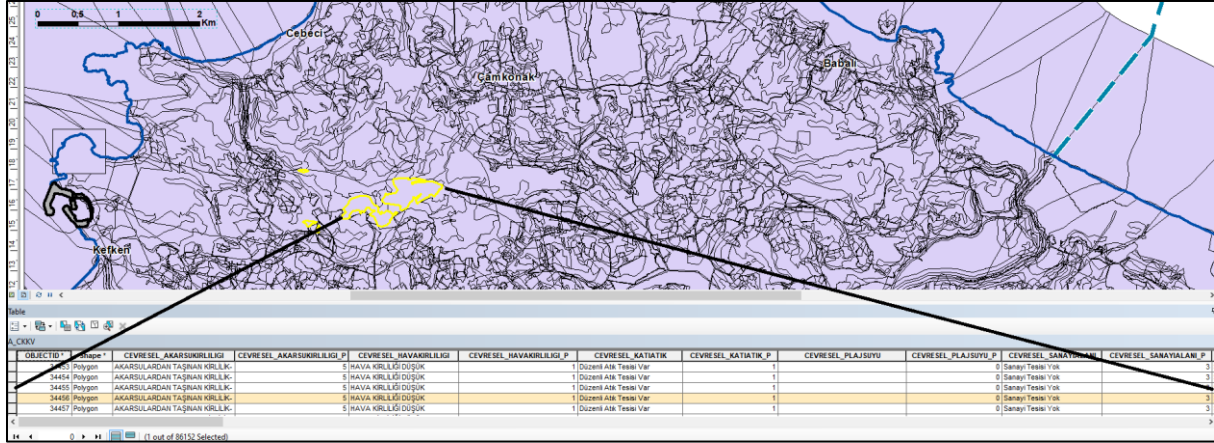 0 0,5 1 2
Km
Cebeci
Çamkonak
Babalı
Kefken
Table
A_CKKV
OBJECTID * Shape * CEVRESEL_AKARSUKIRLILIGI CEVRESEL_AKARSUKIRLILIGI_P CEVRESEL_HAVAKIRLILIGI CEVRESEL_HAVAKIRLILIGI_P CEVRESEL_KATIATIK CEVRESEL_KATIATIK_P CEVRESEL_PLAJSUYU CEVRESEL_PLAJSUYU_P CEVRESEL_SANAYIALANI CEVRESEL_SANAYIALANI_P
34453 Polygon AKARSULARDAN TAŞINAN KİRLİLİK- 5 HAVA KİRLİLİĞİ DÜŞÜK 1 Düzenli Atık Tesisi Var 1 0 Sanayi Tesisi Yok 3
34454 Polygon AKARSULARDAN TAŞINAN KİRLİLİK- 5 HAVA KİRLİLİĞİ DÜŞÜK 1 Düzenli Atık Tesisi Var 1 0 Sanayi Tesisi Yok 3
34455 Polygon AKARSULARDAN TAŞINAN KİRLİLİK- 5 HAVA KİRLİLİĞİ DÜŞÜK 1 Düzenli Atık Tesisi Var 1 0 Sanayi Tesisi Yok 3
34456 Polygon AKARSULARDAN TAŞINAN KİRLİLİK- 5 HAVA KİRLİLİĞİ DÜŞÜK 1 Düzenli Atık Tesisi Var 1 0 Sanayi Tesisi Yok 3
34457 Polygon AKARSULARDAN TAŞINAN KİRLİLİK- 5 HAVA KİRLİLİĞİ DÜŞÜK 1 Düzenli Atık Tesisi Var 1 0 Sanayi Tesisi Yok 3
0 (1 out of 86152 Selected)